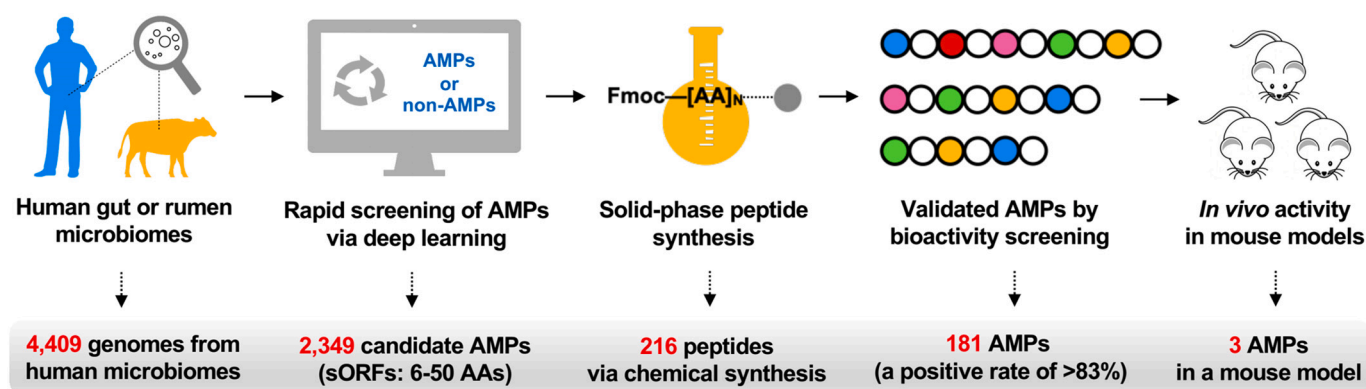 AMPs
or
non-AMPs
Fmoc—[AA]N
Human gut or rumen
microbiomes
Rapid screening of AMPs
via deep learning
Solid-phase peptide
synthesis
Validated AMPs by
bioactivity screening
In vivo activity
in mouse models
4,409 genomes from
human microbiomes
2,349 candidate AMPs
(sORFs: 6-50 AAs)
216 peptides
via chemical synthesis
181 AMPs
(a positive rate of >83%)
3 AMPs
in a mouse model